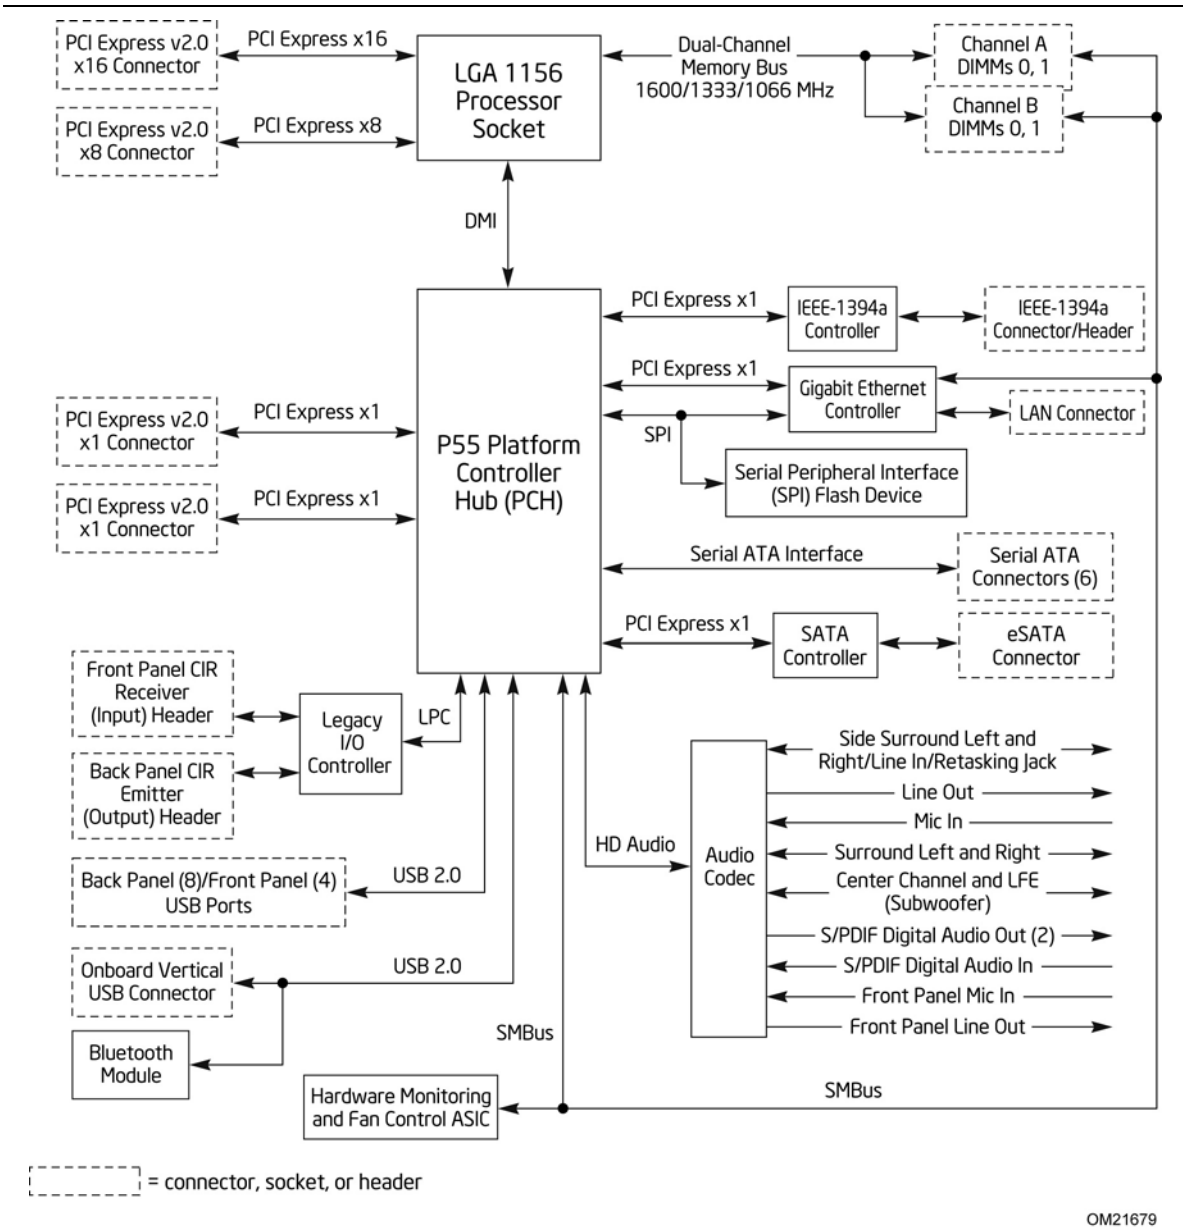 PCI Express v2.0
x16 Connector
PCI Express x16
LGA 1156
Processor
Socket
Dual-Channel
Memory Bus
1600/1333/1066 MHz
Channel A
DIMMs 0, 1
Channel B
DIMMs 0, 1
PCI Express v2.0
x8 Connector
PCI Express x8
DMI
P55 Platform
Controller
Hub (PCH)
PCI Express x1
IEEE-1394a
Controller
IEEE-1394a
Connector/Header
PCI Express x1
Gigabit Ethernet
Controller
LAN Connector
SPI
Serial Peripheral Interface
(SPI) Flash Device
PCI Express v2.0
x1 Connector
PCI Express x1
PCI Express v2.0
x1 Connector
PCI Express x1
Serial ATA Interface
Serial ATA
Connectors (6)
PCI Express x1
SATA
Controller
eSATA
Connector
Front Panel CIR
Receiver
(Input) Header
Legacy
I/O
Controller
LPC
Back Panel CIR
Emitter
(Output) Header
Back Panel (8)/Front Panel (4)
USB Ports
USB 2.0
Onboard Vertical
USB Connector
USB 2.0
Bluetooth
Module
HD Audio
Audio
Codec
Side Surround Left and
Right/Line In/Retasking Jack
Line Out
Mic In
Surround Left and Right
Center Channel and LFE
(Subwoofer)
S/PDIF Digital Audio Out (2)
S/PDIF Digital Audio In
Front Panel Mic In
Front Panel Line Out
SMBus
Hardware Monitoring
and Fan Control ASIC
SMBus
= connector, socket, or header
OM21679